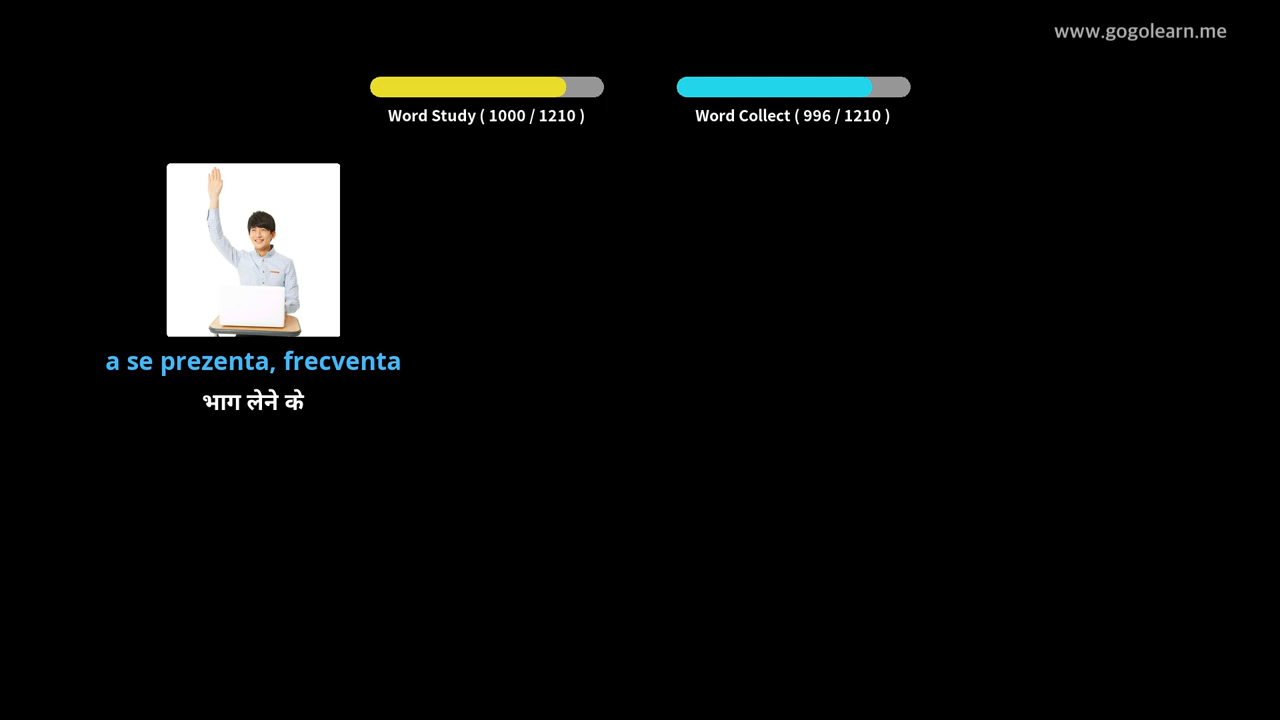 www.gogolearn.me
Word Study ( 1000 / 1210 )
Word Collect ( 996 / 1210 )
a se prezenta, frecventa
भाग लेने के